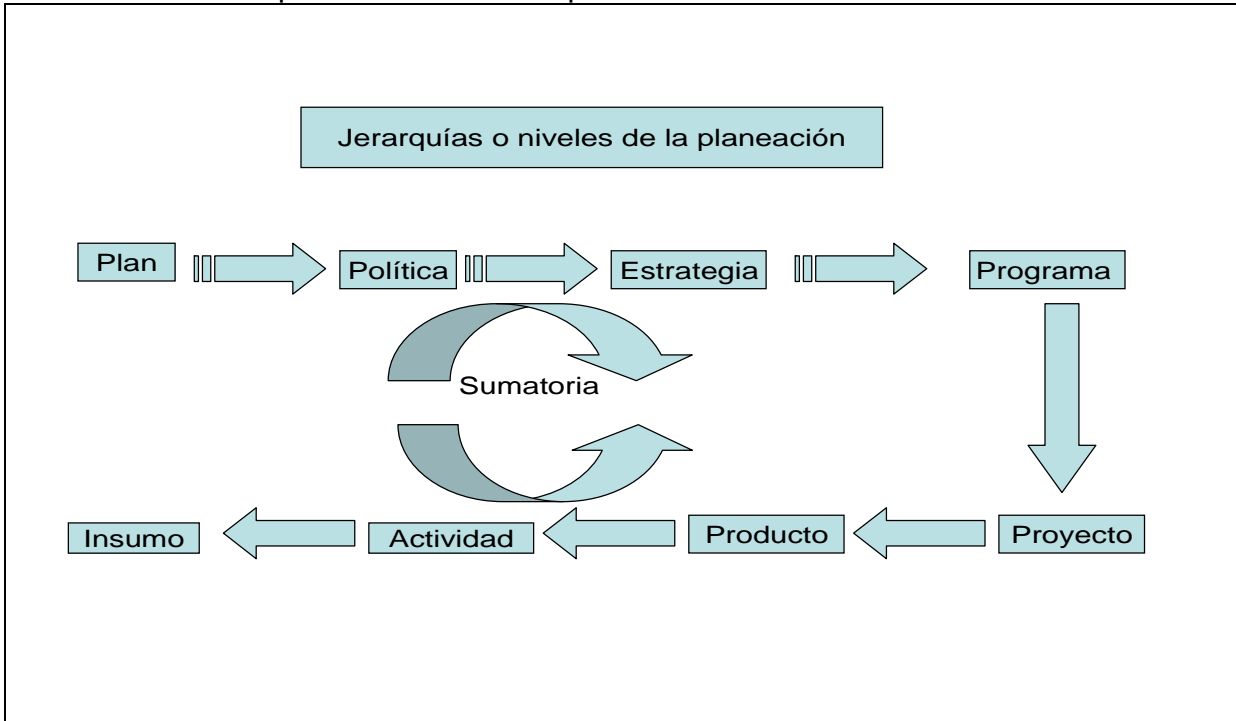 Jerarquías o niveles de la planeación
Plan
Política
Estrategia
Programa
Sumatoria
Insumo
Actividad
Producto
Proyecto